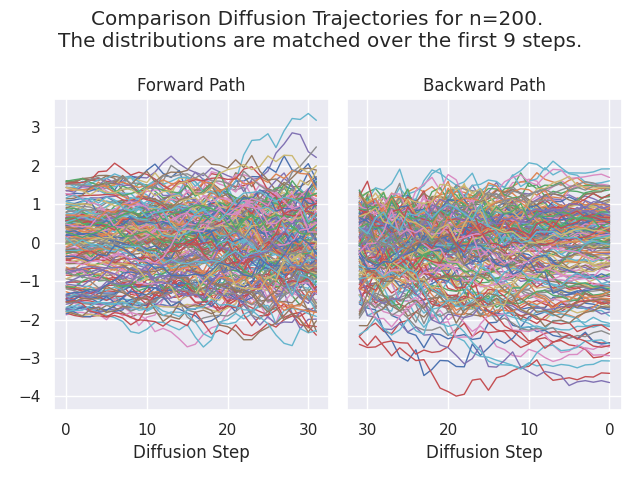 Comparison Diffusion Trajectories for n=200.
The distributions are matched over the first 9 steps.
Forward Path
Backward Path
3
2
1
0
−1
−2
−3
−4
0 10 20 30
30 20 10 0
Diffusion Step
Diffusion Step